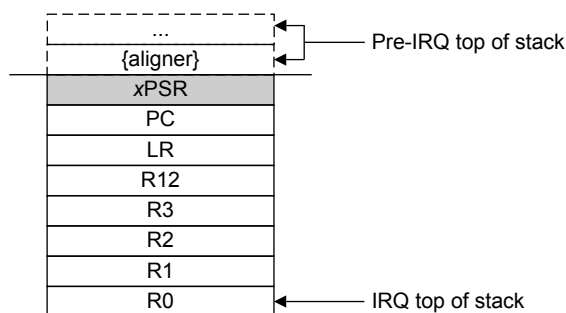 ...
Pre-IRQ top of stack
{aligner}
xPSR
PC
LR
R12
R3
R2
R1
R0
IRQ top of stack